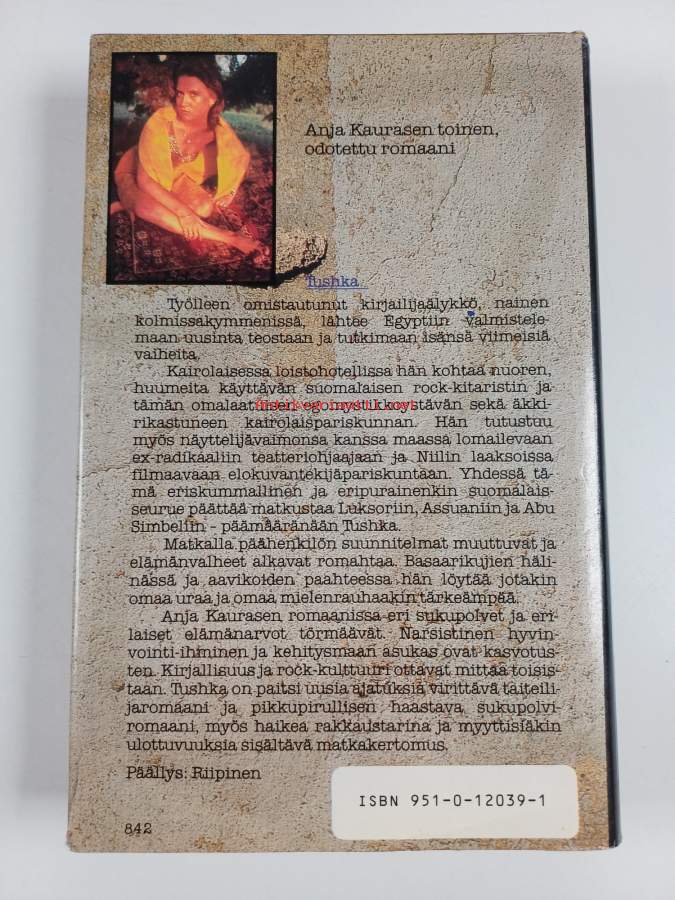 Anja Kaurasen toinen,
odotettu romaani
Tushka
Työlleen omistautunut kirjailijaälykkö, nainen
kolmissakymmenissä, lähtee Egyptiin valmistele-
maan uusinta teostaan ja tutkimaan isänsä viimeisiä
vaiheita.
Kairolaisessa loistohotellissa hän kohtaa nuoren,
huumeita käyttävän suomalaisen rock-kitaristin ja
tämän omalaatuisen egomystikkoystävän sekä äkki-
rikastuneen kairolaispariskunnan. Hän tutustuu
myös näyttelijävaimonsa kanssa maassa lomailevaan
ex-radikaaliin teatteriohjaajaan ja Niilin laaksoissa
filmaavaan elokuvantekijäpariskuntaan. Yhdessä tä-
mä eriskummallinen ja eripurainenkin suomalais-
seurue päättää matkustaa Luksoriin, Assuaniin ja Abu
Simbeliin - päämääränään Tushka.
Matkalla päähenkilön suunnitelmat muuttuvat ja
elämänvalheet alkavat romahtaa. Basaarikujien häli-
nässä ja aavikoiden paahteessa hän löytää jotakin
omaa uraa ja omaa mielenrauhaakin tärkeämpää.
Anja Kaurasen romaanissa eri sukupolvet ja eri-
laiset elämänarvot törmäävät. Narsistinen hyvin-
vointi-ihminen ja kehitysmaan asukas ovat kasvotus-
ten. Kirjallisuus ja rock-kulttuuri ottavat mittaa toisis-
taan. Tushka on paitsi uusia ajatuksia virittävä taiteili-
jaromaani ja pikkupirullisen haastava sukupolvi-
romaani, myös haikea rakkaustarina ja myyttisiäkin
ulottuvuuksia sisältävä matkakertomus.
Päällys: Riipinen
ISBN 951-0-12039-1
842